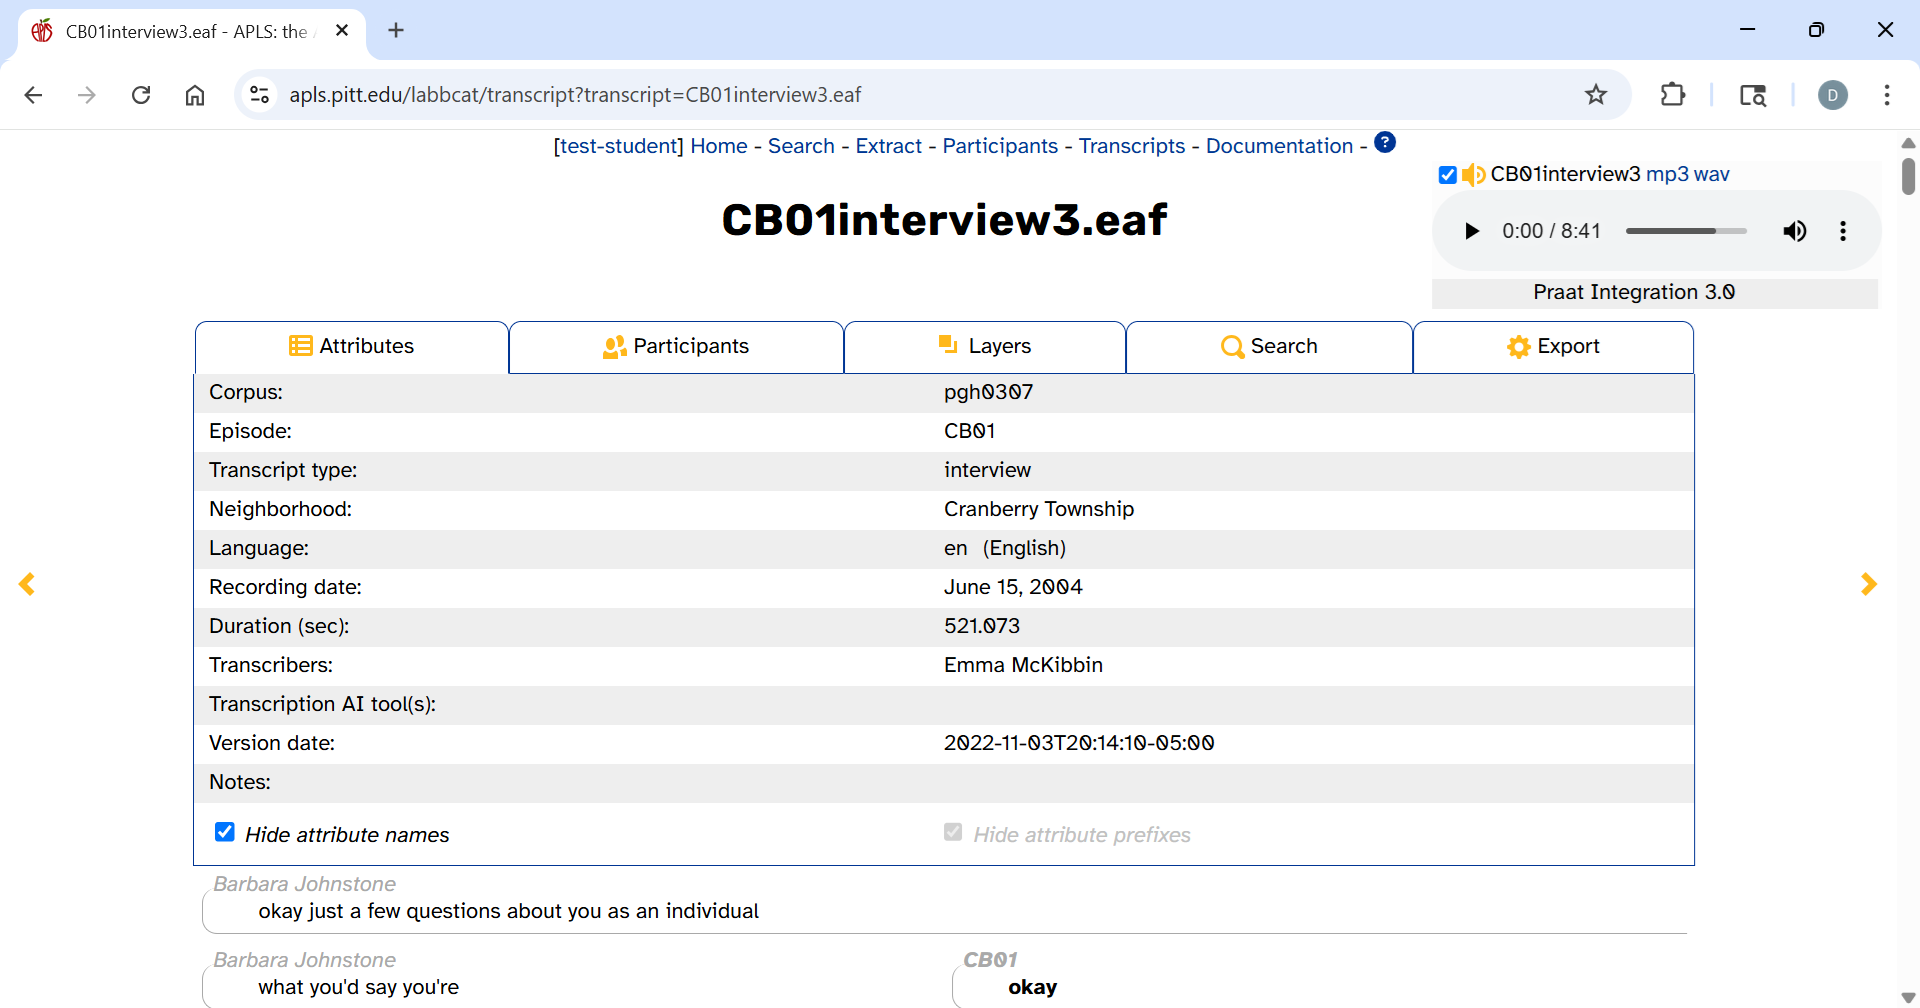 CB01interview3.eaf - APLS: the
apls.pitt.edu/labbcat/transcript?transcript=CB01interview3.eaf
D
[test-student] Home - Search - Extract - Participants - Transcripts - Documentation - ?
CB01interview3 mp3 wav
CB01interview3.eaf
0:00 / 8:41
Praat Integration 3.0
Attributes Participants Layers Search Export
Corpus: pgh0307
Episode: CB01
Transcript type: interview
Neighborhood: Cranberry Township
Language: en (English)
Recording date: June 15, 2004
Duration (sec): 521.073
Transcribers: Emma McKibbin
Transcription AI tool(s):
Version date: 2022-11-03T20:14:10-05:00
Notes:
Hide attribute names Hide attribute prefixes
Barbara Johnstone
okay just a few questions about you as an individual
Barbara Johnstone CB01
what you'd say you're okay